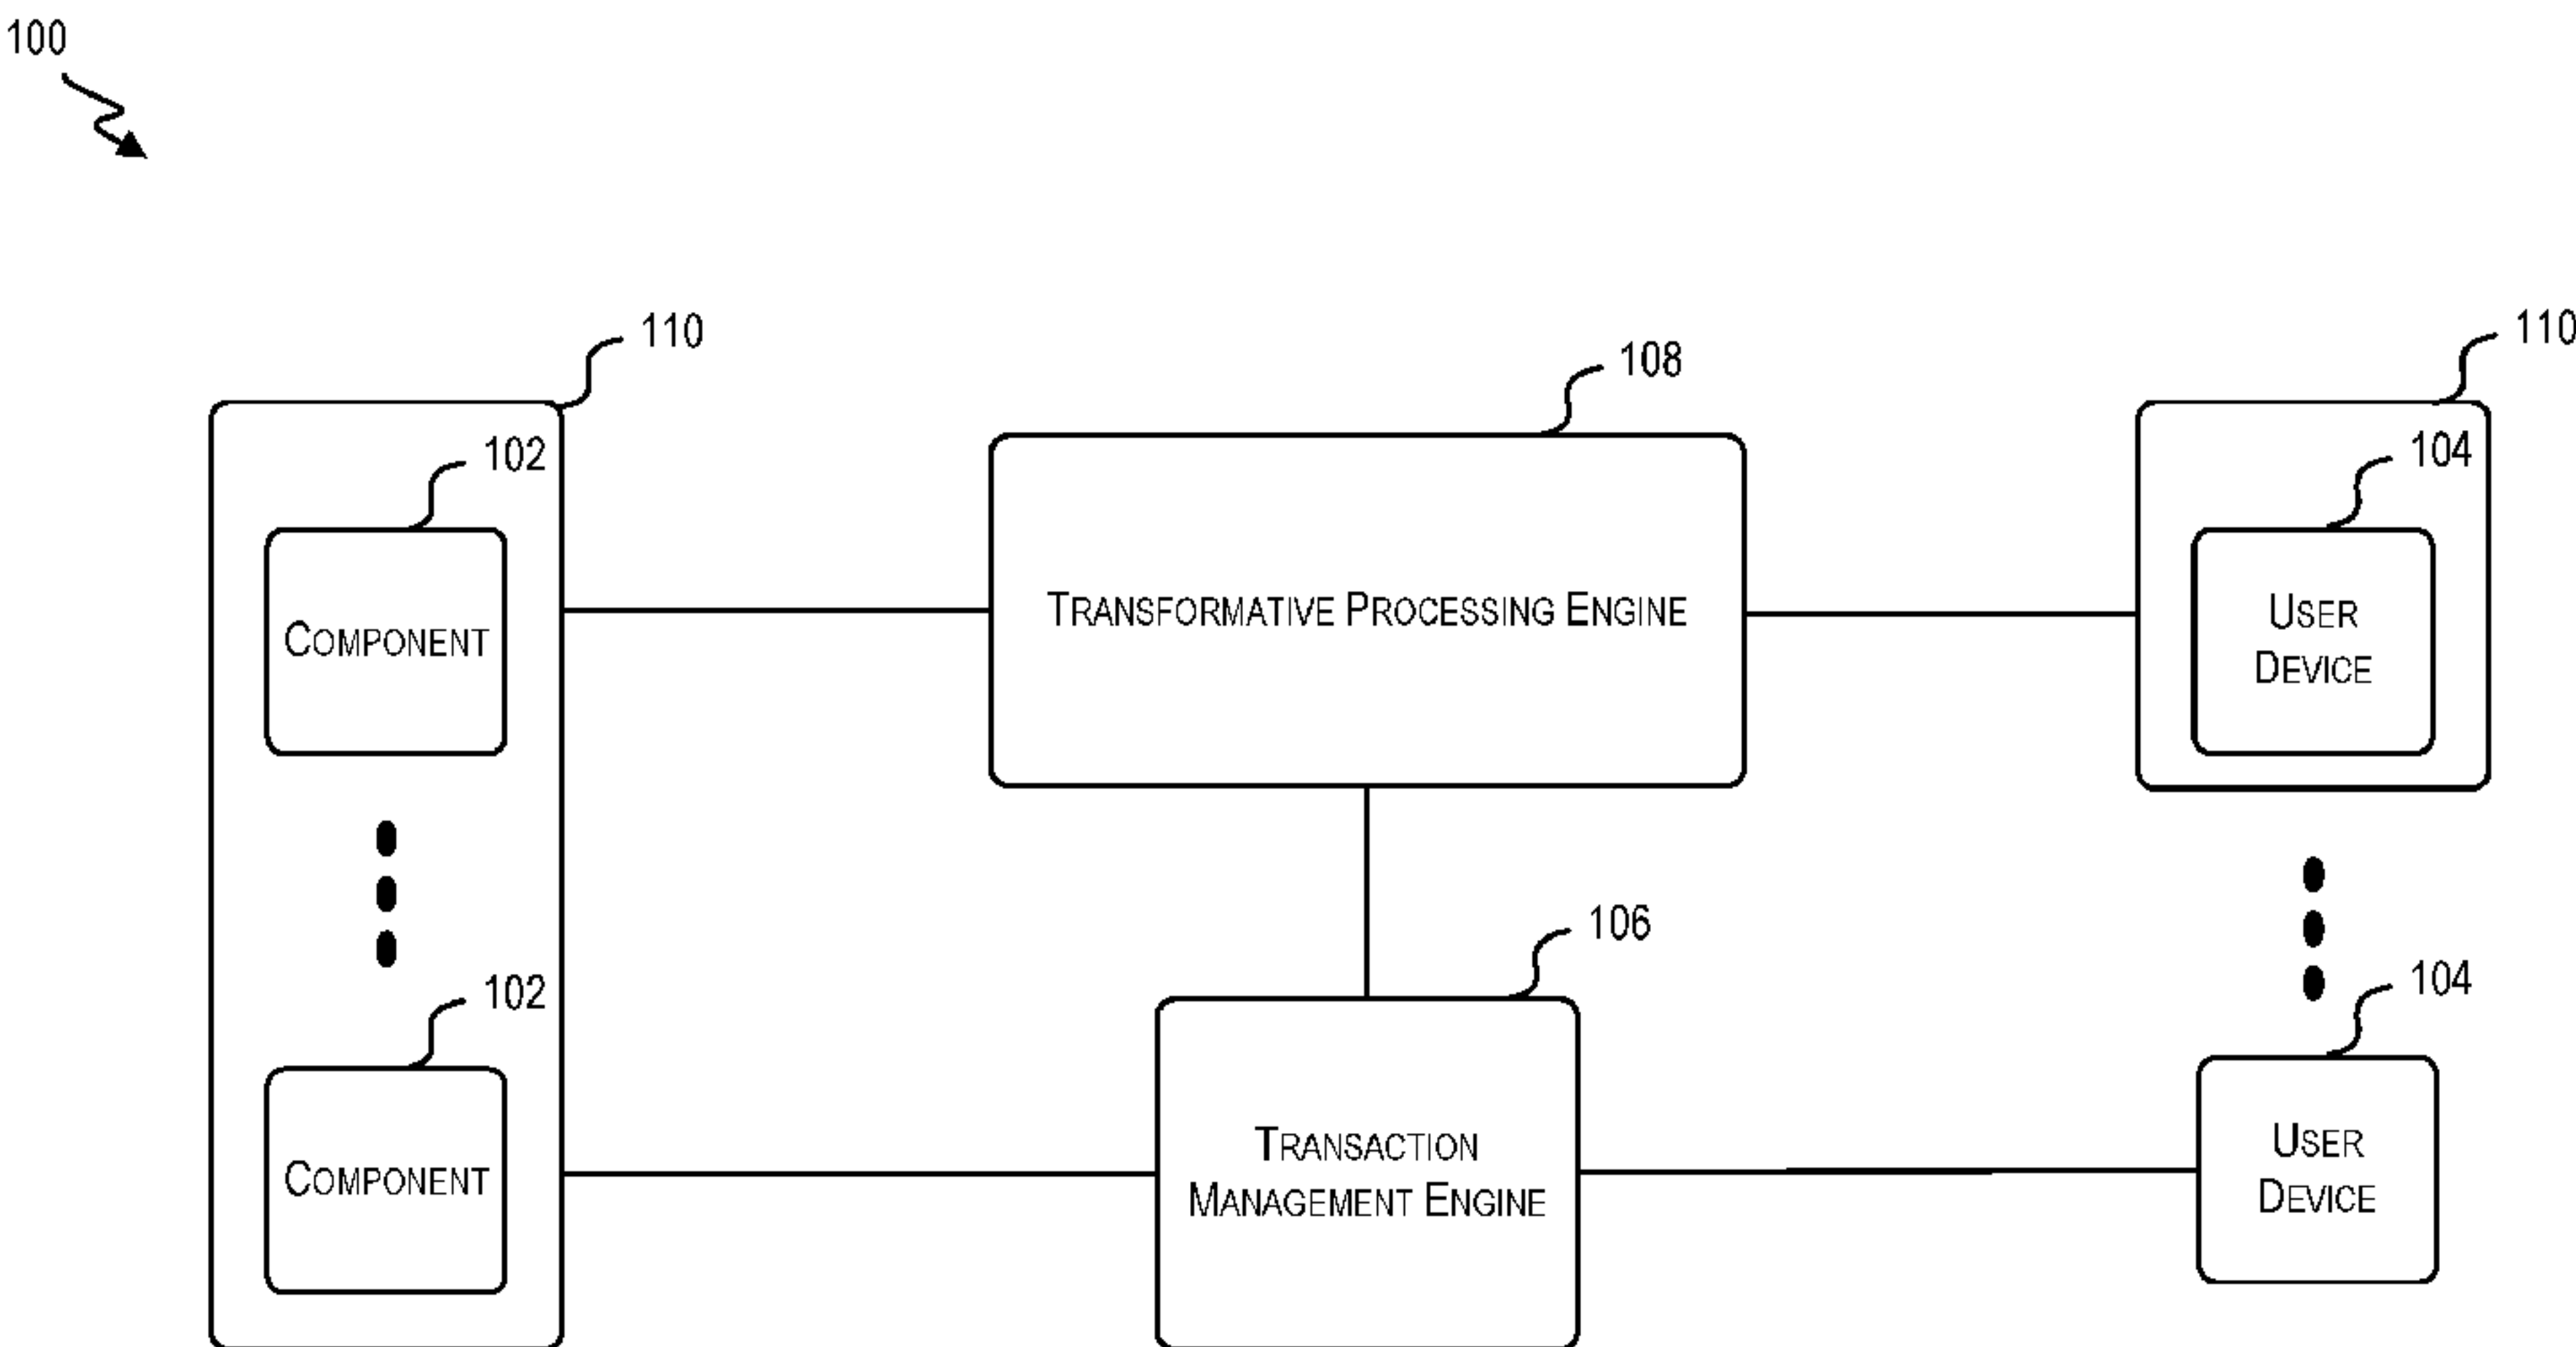 100
110
110
108
102
104
COMPONENT
TRANSFORMATIVE PROCESSING ENGINE
USER
DEVICE
106
102
104
COMPONENT
TRANSACTION
MANAGEMENT ENGINE
USER
DEVICE